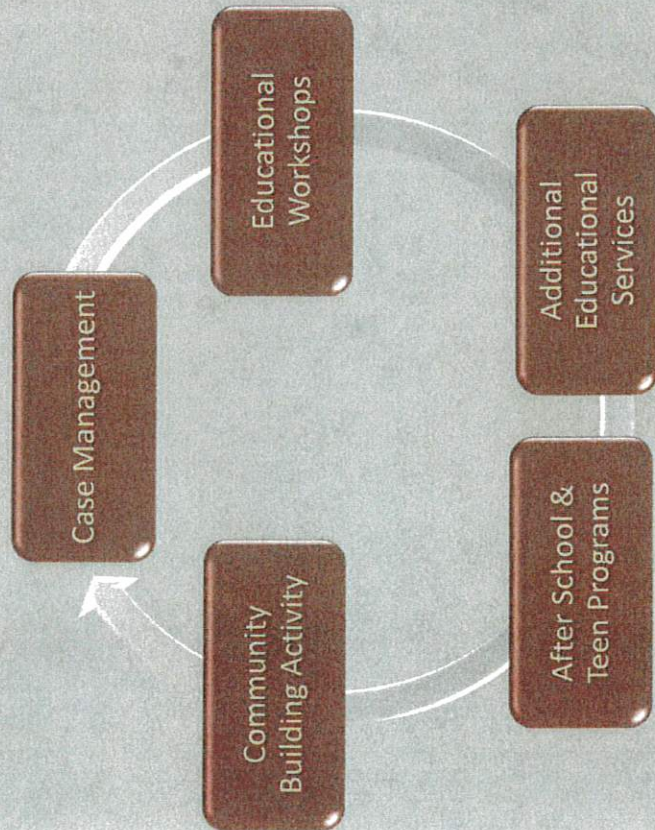 Case Management
Educational
Workshops
Additional
Educational
Services
After School &
Teen Programs
Community
Building Activity